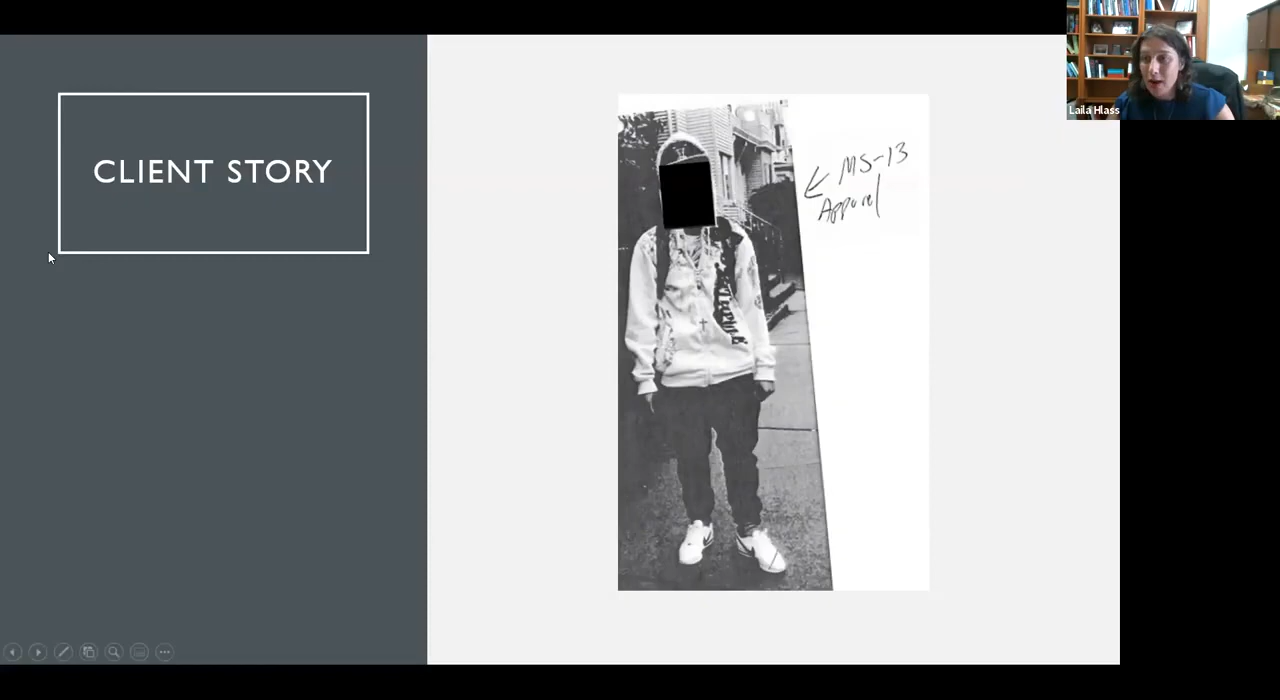 CLIENT STORY
← MS-13
Apparel
Laila Hlass